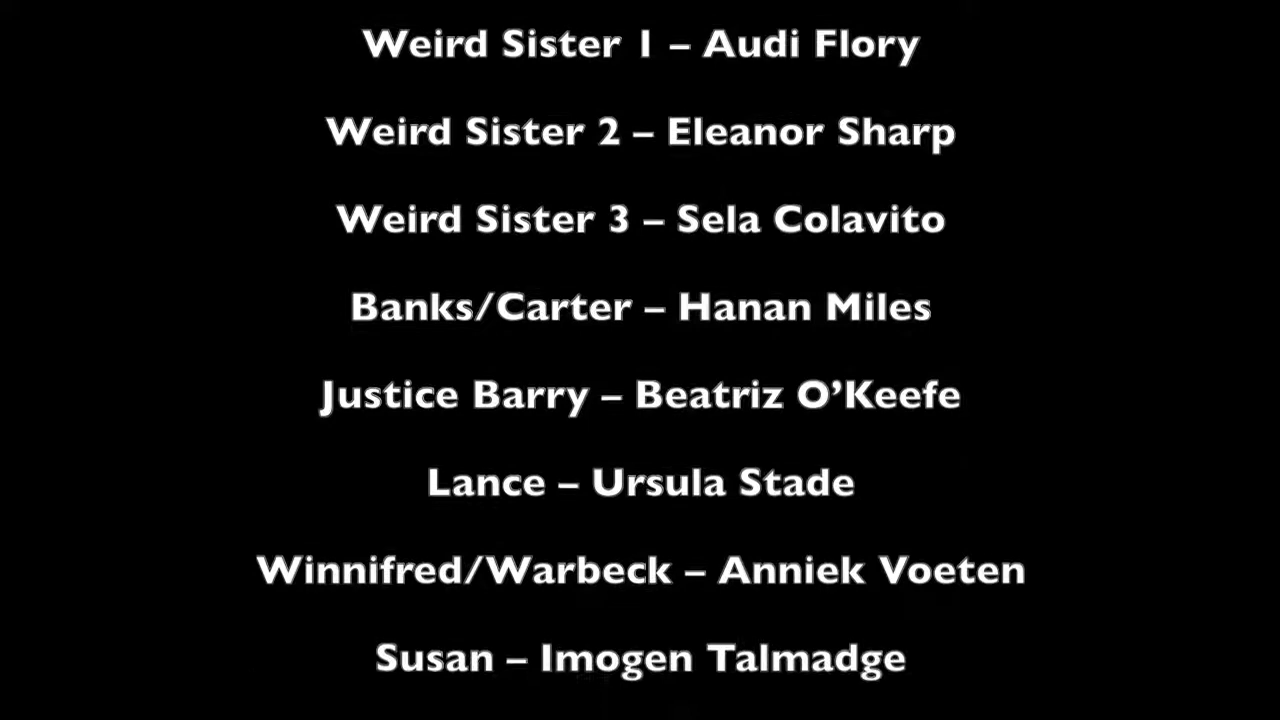 Weird Sister 1 – Audi Flory
Weird Sister 2 – Eleanor Sharp
Weird Sister 3 – Sela Colavito
Banks/Carter – Hanan Miles
Justice Barry – Beatriz O’Keefe
Lance – Ursula Stade
Winnifred/Warbeck – Anniek Voeten
Susan – Imogen Talmadge